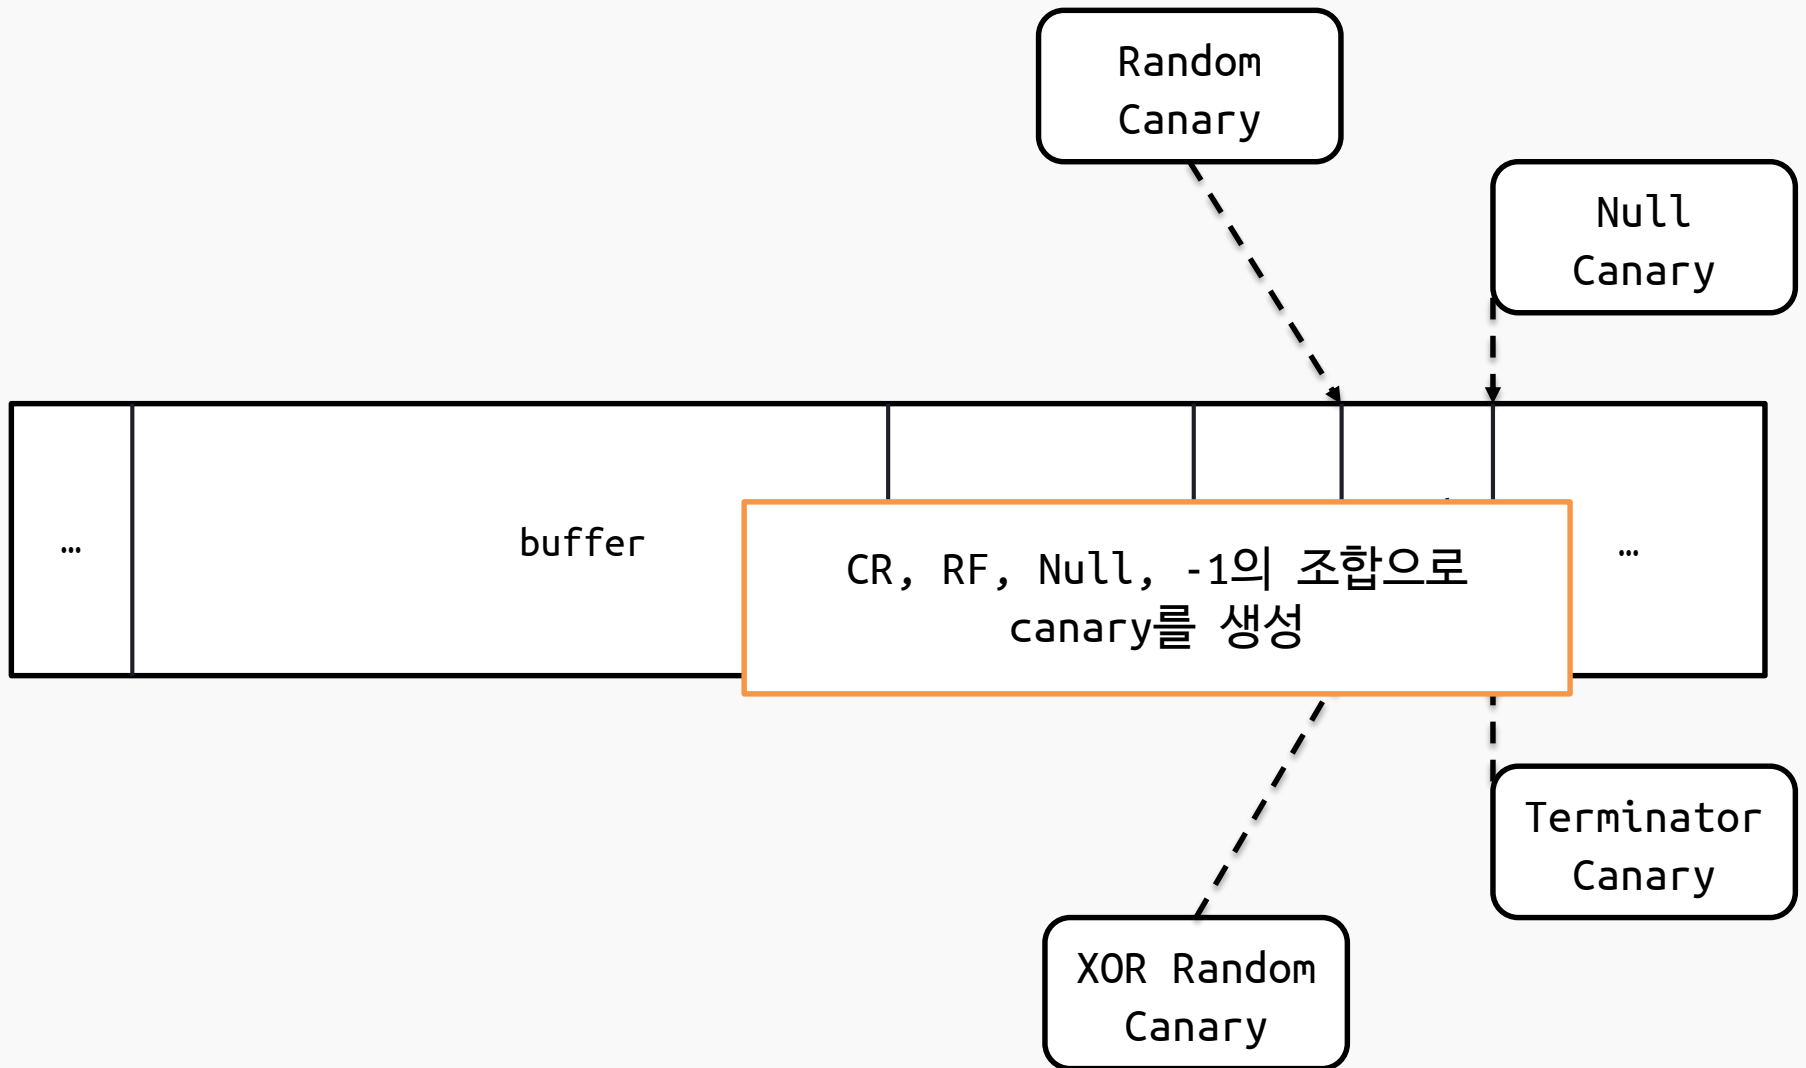 Random
Canary
Null
Canary
…
buffer
CR, RF, Null, -1의 조합으로
canary를 생성
…
Terminator
Canary
XOR Random
Canary